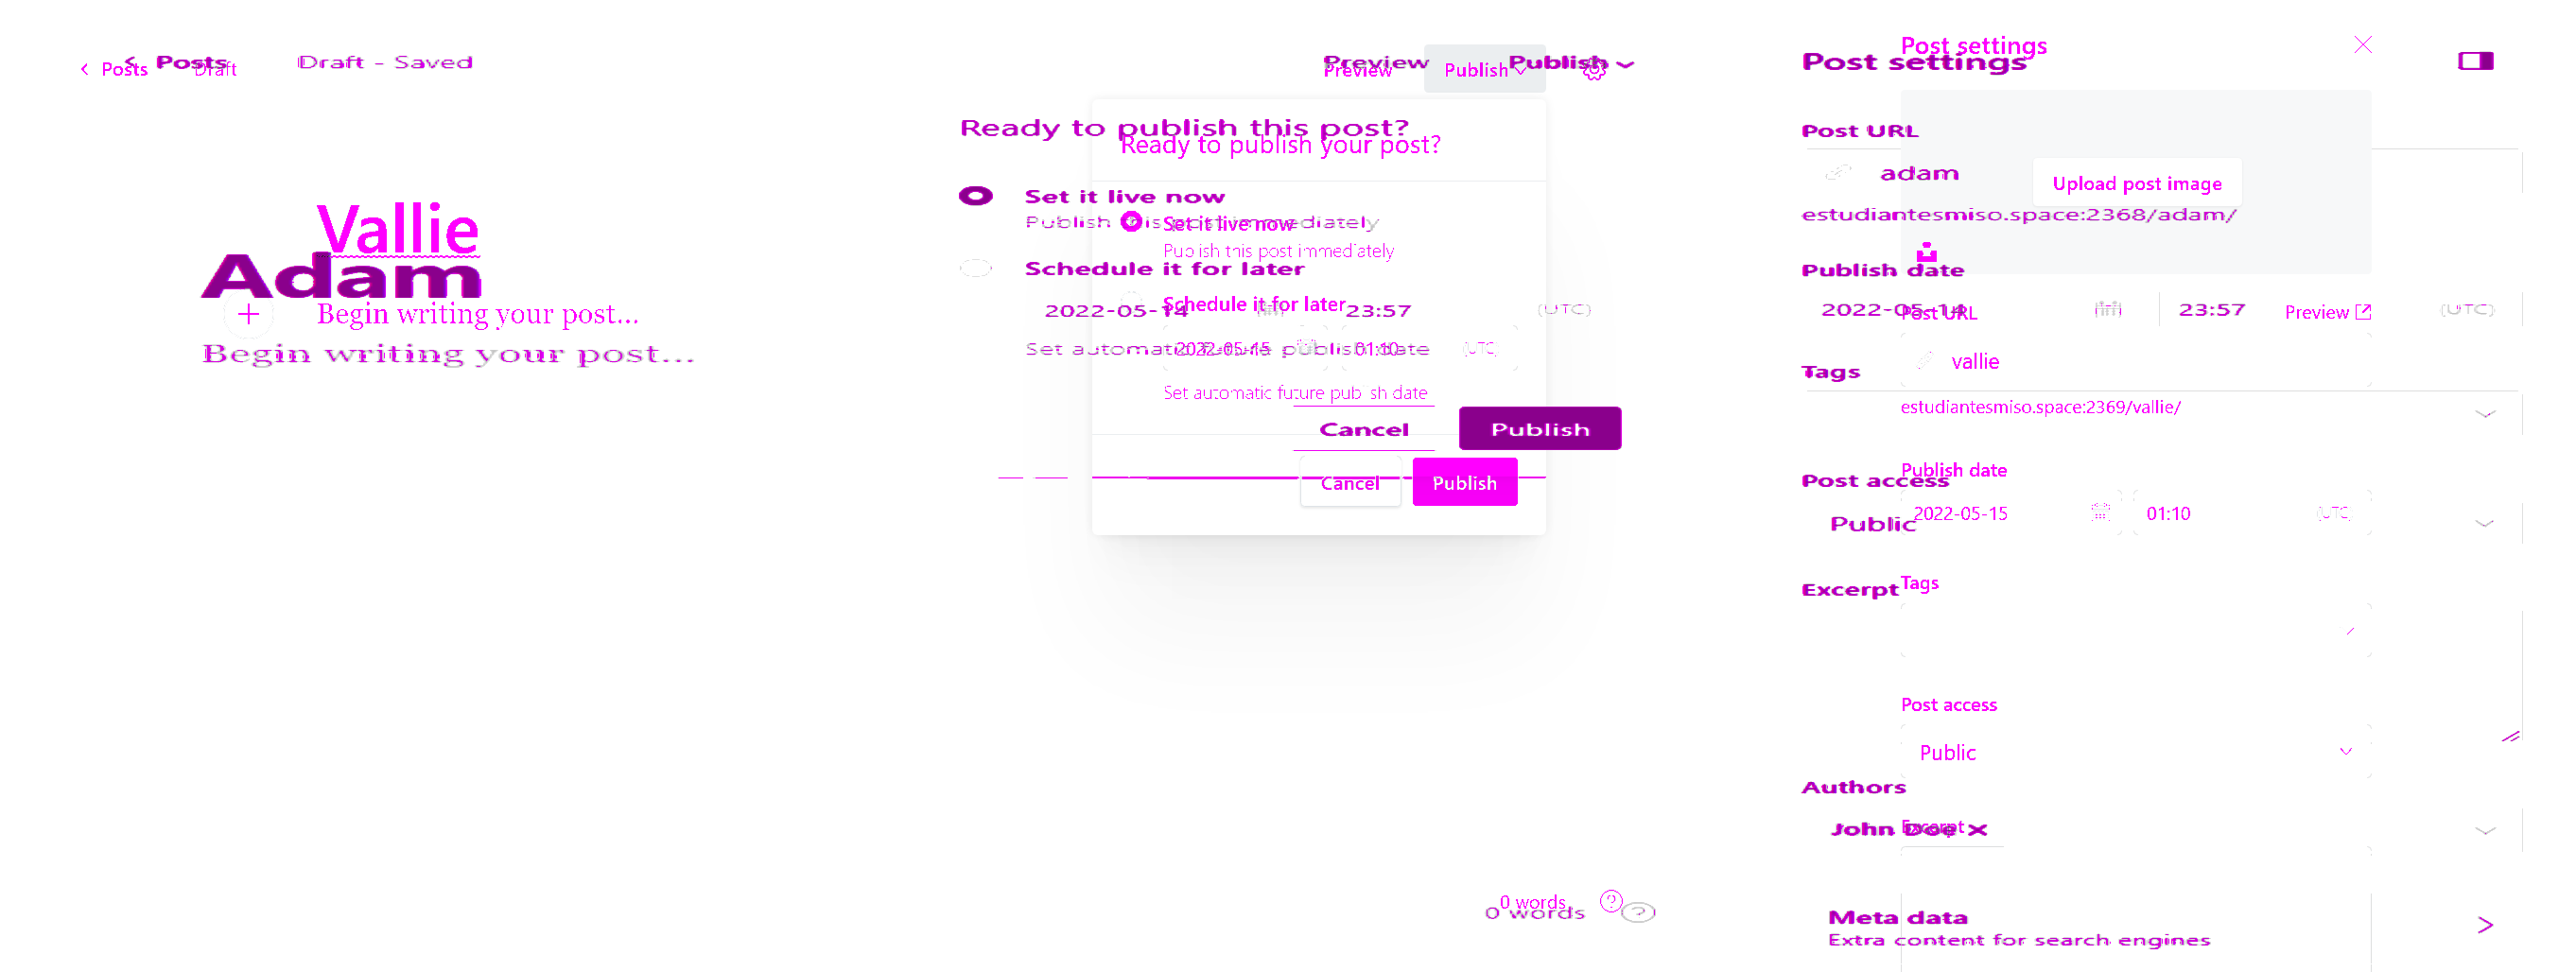 Posts
Draft
Posts
Draft - Saved
Preview
Publish
Preview
Publish
Ready to publish this post?
Ready to publish your post?
Set it live now
Publish this post immediately
Set it live now
Publish this post immediately
Schedule it for later
2022-05-14
23:57
(UTC)
Set automatic future publish date
Schedule it for later
2022-05-15
01:10
(UTC)
Set automatic future publish date
Cancel
Publish
Cancel
Publish
Vallie
Adam
Begin writing your post...
Begin writing your post...
0 words
0 words
Post settings
Post settings
Post URL
adam
estudiantesmiso.space:2368/adam/
Upload post image
Publish date
2022-05-14
23:57
(UTC)
Post URL
Preview
vallie
estudiantesmiso.space:2369/vallie/
Tags
Publish date
2022-05-15
01:10
(UTC)
Post access
Public
Tags
Excerpt
Post access
Public
Authors
John Doe
Excerpt
Meta data
Extra content for search engines